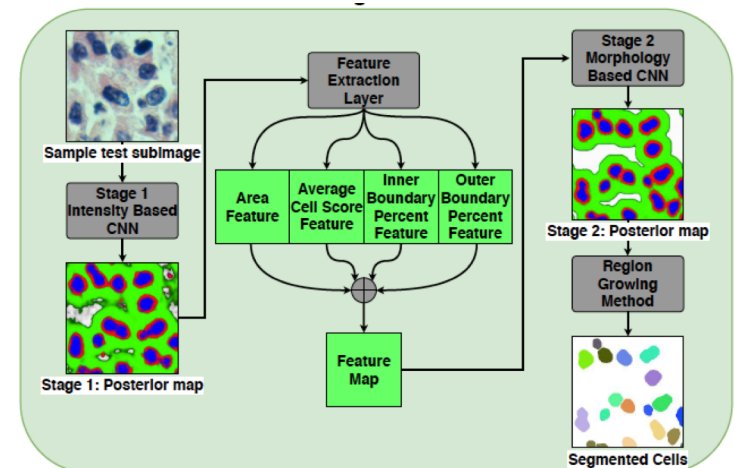 Sample test subimage
Stage 1
Intensity Based
CNN
Stage 1: Posterior map
Feature
Extraction
Layer
Area
Feature
Average
Cell Score
Feature
Inner
Boundary
Percent
Feature
Outer
Boundary
Percent
Feature
Feature
Map
Stage 2
Morphology
Based CNN
Stage 2: Posterior map
Region
Growing
Method
Segmented Cells